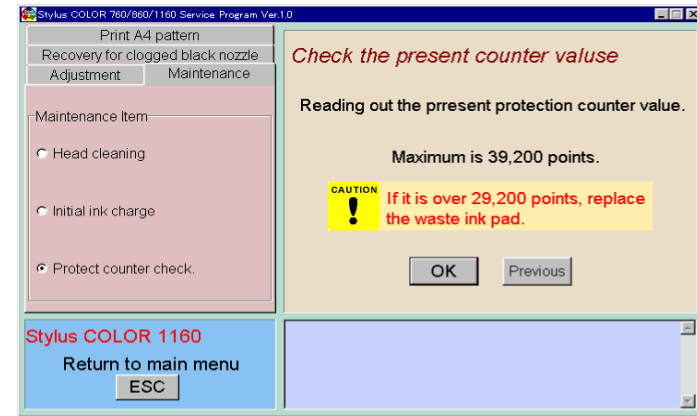 Stylus COLOR 760/860/1160 Service Program Ver.1.0
Print A4 pattern
Recovery for clogged black nozzle
Adjustment
Maintenance
Maintenance Item
Head cleaning
Initial ink charge
Protect counter check.
Check the present counter valuse
Reading out the prresent protection counter value.
Maximum is 39,200 points.
CAUTION
If it is over 29,200 points, replace
the waste ink pad.
OK
Previous
Stylus COLOR 1160
Return to main menu
ESC